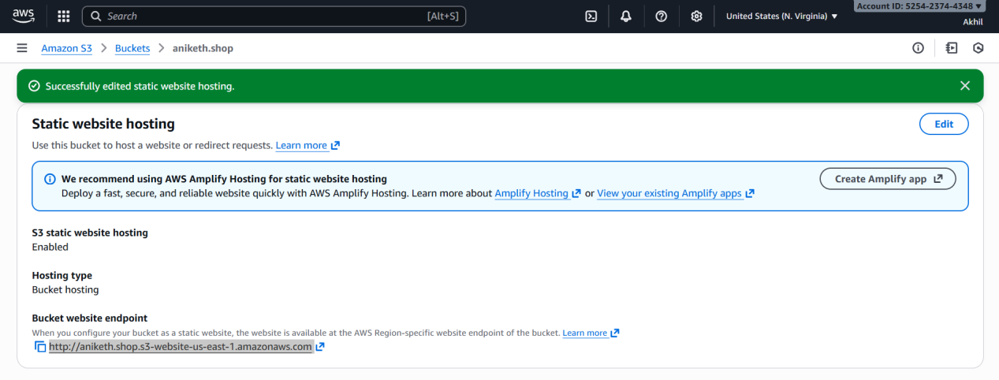 aws
Search [Alt+S]
United States (N. Virginia) ▼
Account ID: 5254-2374-4348 ▼
Akhil
Amazon S3 > Buckets > aniketh.shop
Successfully edited static website hosting.
Static website hosting
Edit
Use this bucket to host a website or redirect requests. Learn more
We recommend using AWS Amplify Hosting for static website hosting
Deploy a fast, secure, and reliable website quickly with AWS Amplify Hosting. Learn more about Amplify Hosting or View your existing Amplify apps
Create Amplify app
S3 static website hosting
Enabled
Hosting type
Bucket hosting
Bucket website endpoint
When you configure your bucket as a static website, the website is available at the AWS Region-specific website endpoint of the bucket. Learn more
http://aniketh.shop.s3-website-us-east-1.amazonaws.com